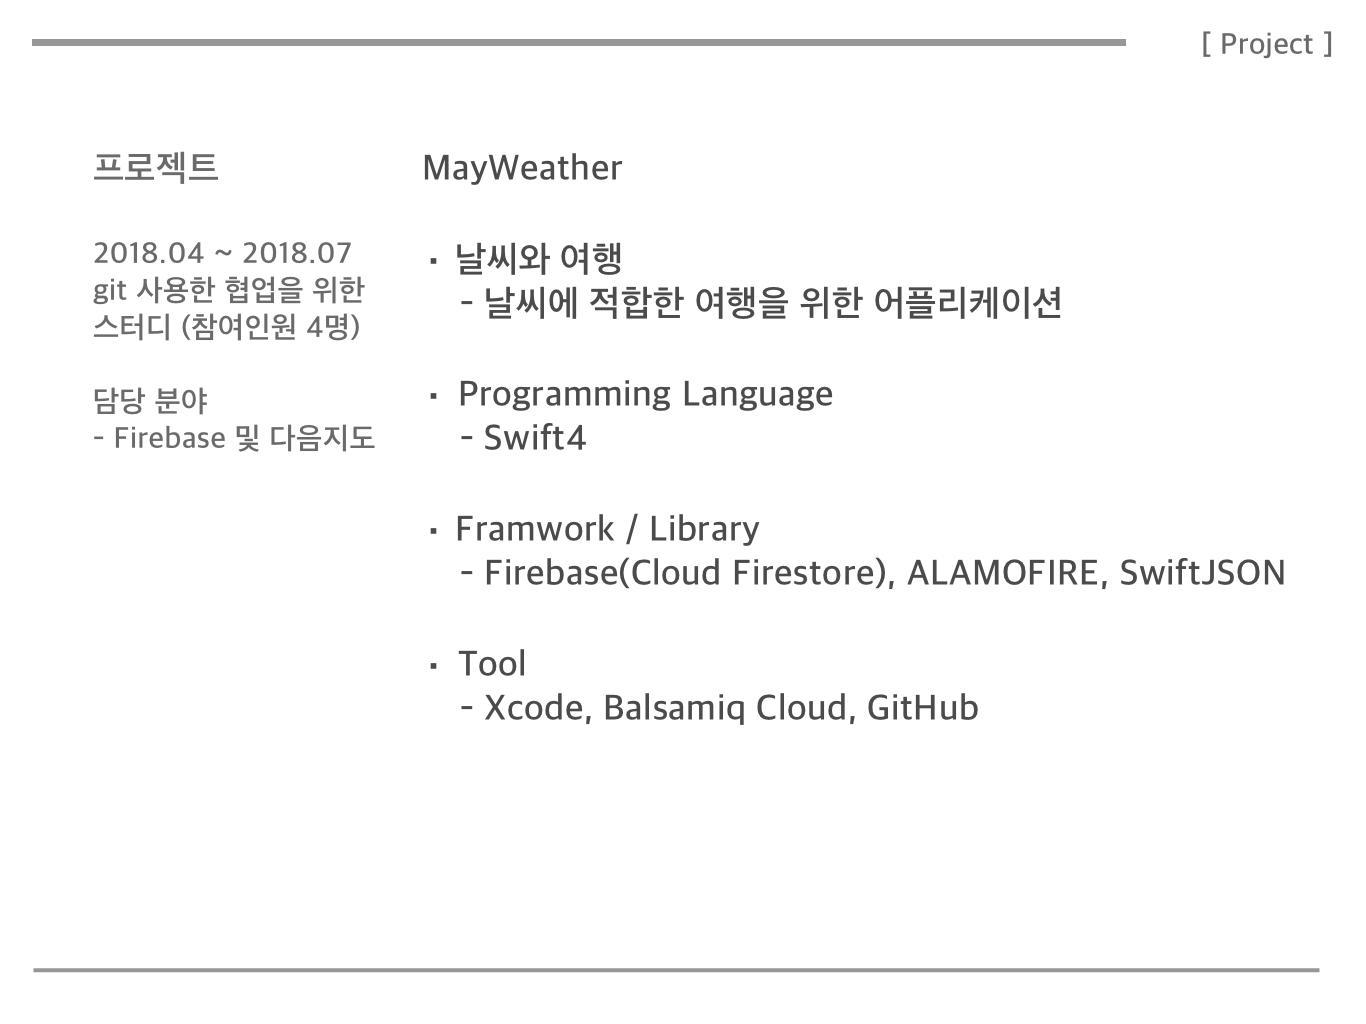 [ Project ]
프로젝트
2018.04 ~ 2018.07
git 사용한 협업을 위한
스터디 (참여인원 4명)
담당 분야
- Firebase 및 다음지도
MayWeather
· 날씨와 여행
- 날씨에 적합한 여행을 위한 어플리케이션
· Programming Language
- Swift4
· Framwork / Library
- Firebase(Cloud Firestore), ALAMOFIRE, SwiftJSON
· Tool
- Xcode, Balsamiq Cloud, GitHub